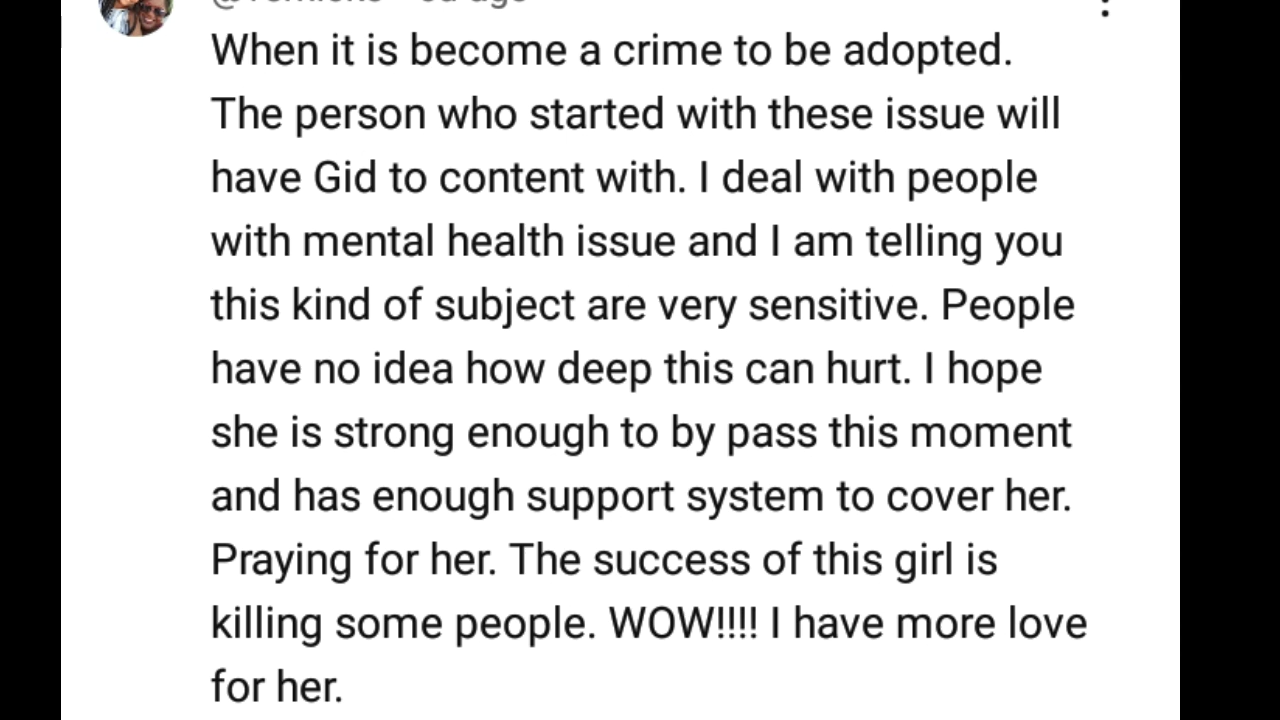 When it is become a crime to be adopted.
The person who started with these issue will
have Gid to content with. I deal with people
with mental health issue and I am telling you
this kind of subject are very sensitive. People
have no idea how deep this can hurt. I hope
she is strong enough to by pass this moment
and has enough support system to cover her.
Praying for her. The success of this girl is
killing some people. WOW!!!! I have more love
for her.